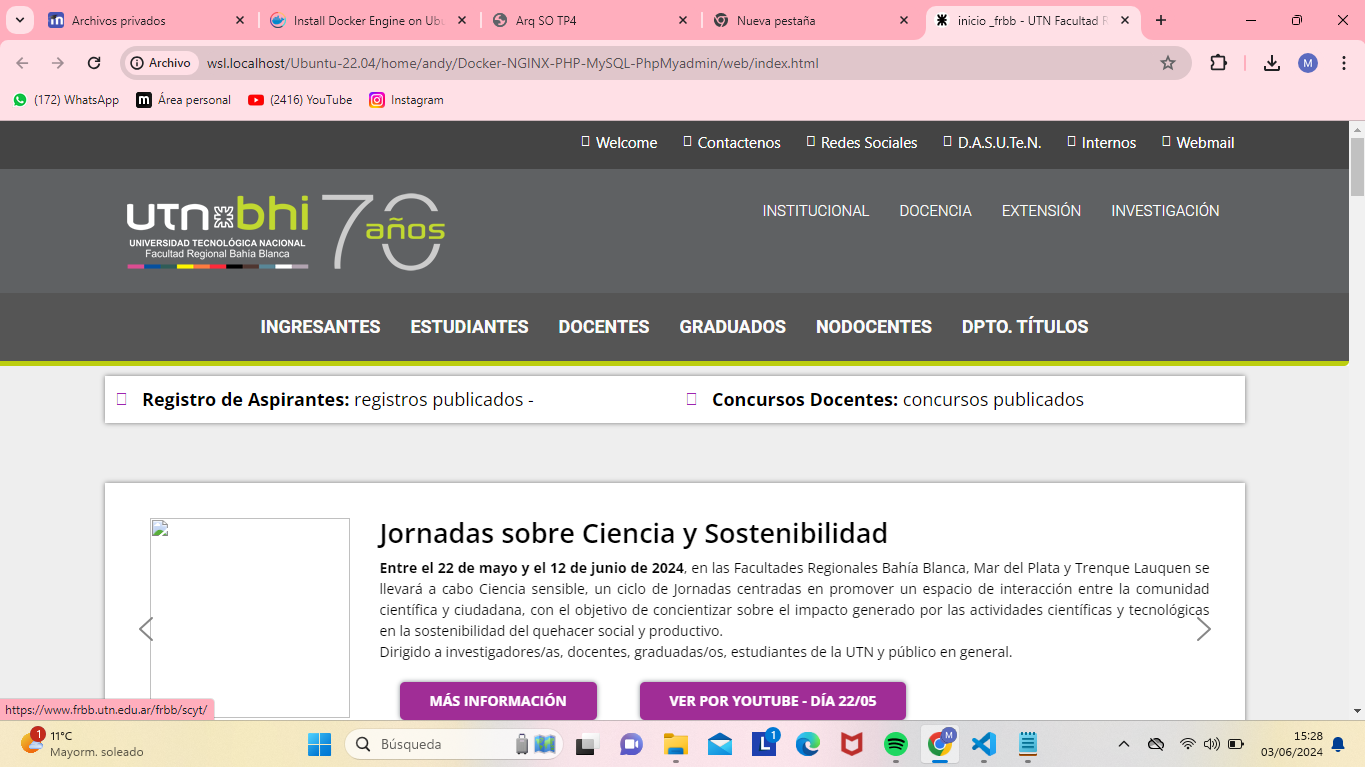 Archivos privados
Install Docker Engine on Ubu
Arq SO TP4
Nueva pestaña
inicio _frbb - UTN Facultad R
Archivo
wsl.localhost/Ubuntu-22.04/home/andy/Docker-NGINX-PHP-MySQL-PhpMyadmin/web/index.html
M
(172) WhatsApp
Área personal
(2416) YouTube
Instagram
Welcome
Contactenos
Redes Sociales
D.A.S.U.Te.N.
Internos
Webmail
utn bhi
UNIVERSIDAD TECNOLÓGICA NACIONAL
Facultad Regional Bahía Blanca
70 años
INSTITUCIONAL
DOCENCIA
EXTENSIÓN
INVESTIGACIÓN
INGRESANTES
ESTUDIANTES
DOCENTES
GRADUADOS
NODOCENTES
DPTO. TÍTULOS
Registro de Aspirantes: registros publicados -
Concursos Docentes: concursos publicados
Jornadas sobre Ciencia y Sostenibilidad
Entre el 22 de mayo y el 12 de junio de 2024, en las Facultades Regionales Bahía Blanca, Mar del Plata y Trenque Lauquen se
llevará a cabo Ciencia sensible, un ciclo de Jornadas centradas en promover un espacio de interacción entre la comunidad
científica y ciudadana, con el objetivo de concientizar sobre el impacto generado por las actividades científicas y tecnológicas
en la sostenibilidad del quehacer social y productivo.
Dirigido a investigadores/as, docentes, graduadas/os, estudiantes de la UTN y público en general.
MÁS INFORMACIÓN
VER POR YOUTUBE - DÍA 22/05
https://www.frbb.utn.edu.ar/frbb/scyt/
1
11°C
Mayorm. soleado
Búsqueda
L
1
M
15:28
03/06/2024